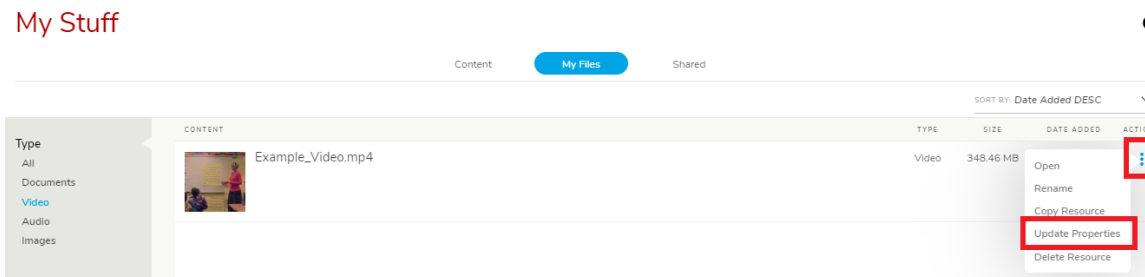 My Stuff
Content My Files Shared
SORT BY: Date Added DESC
Type
All
Documents
Video
Audio
Images
CONTENT TYPE SIZE DATE ADDED ACTIO
Example_Video.mp4 Video 348.46 MB
Open
Rename
Copy Resource
Update Properties
Delete Resource